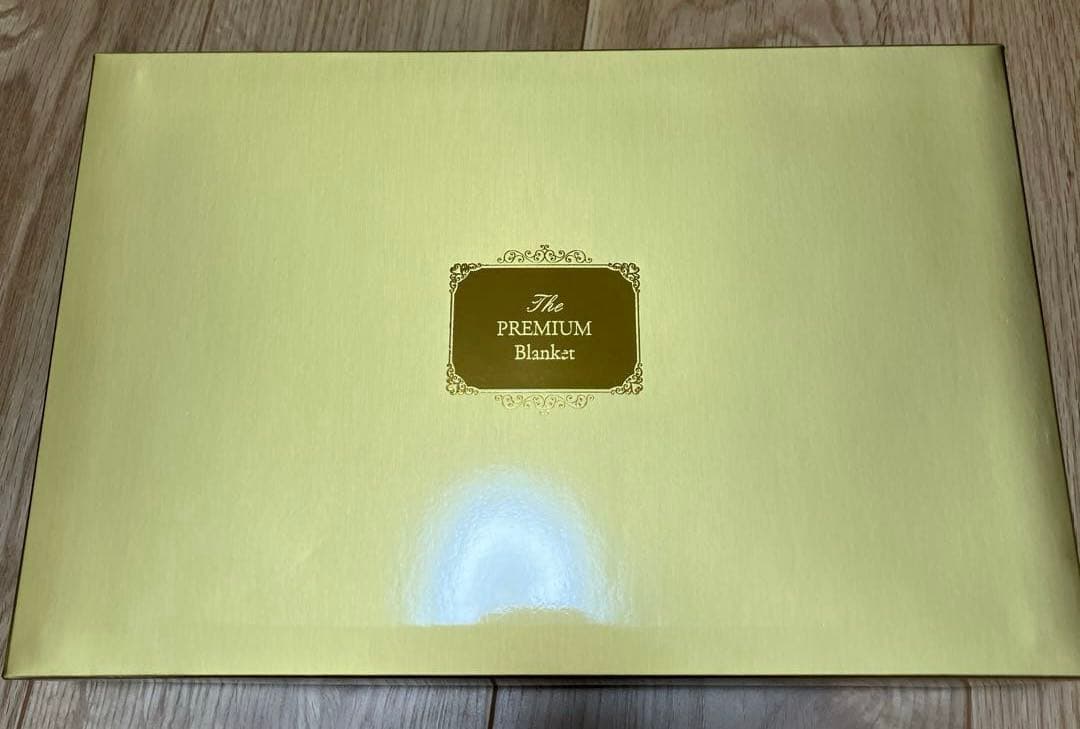 The
PREMIUM
Blanket